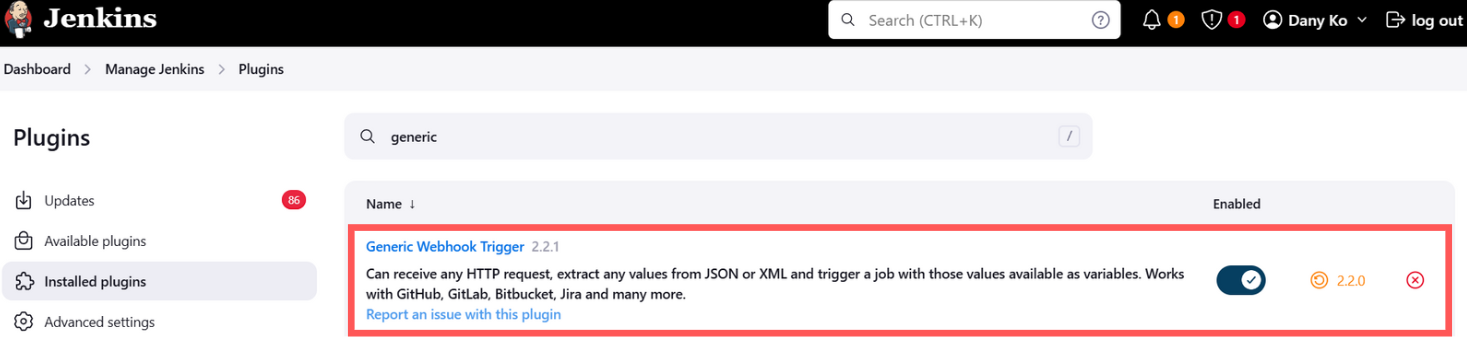 Jenkins
Search (CTRL+K)
?
1
1
Dany Ko
log out
Dashboard > Manage Jenkins > Plugins
Plugins
generic
/
Updates
86
Available plugins
Installed plugins
Advanced settings
Name ↓
Enabled
Generic Webhook Trigger 2.2.1
Can receive any HTTP request, extract any values from JSON or XML and trigger a job with those values available as variables. Works
with GitHub, GitLab, Bitbucket, Jira and many more.
Report an issue with this plugin
2.2.0